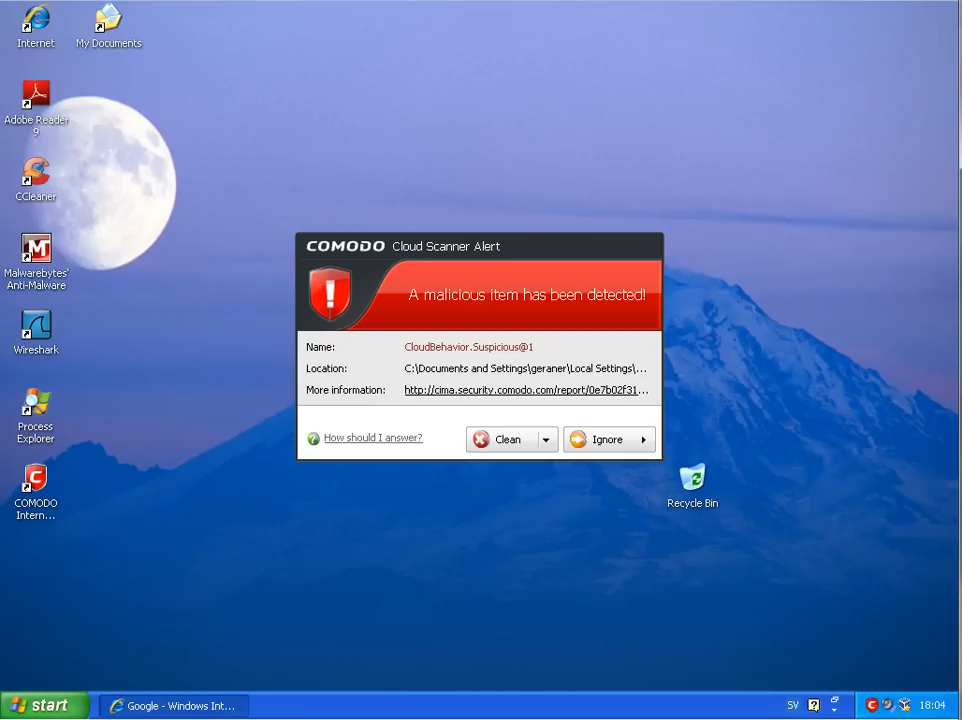 Internet
My Documents
Adobe Reader
9
CCleaner
Malwarebytes'
Anti-Malware
Wireshark
Process
Explorer
COMODO
Intern...
COMODO Cloud Scanner Alert
A malicious item has been detected!
Name: CloudBehavior.Suspicious@1
Location: C:\Documents and Settings\geraner\Local Settings\...
More information: http://cima.security.comodo.com/report/0e7b02f31...
How should I answer? Clean Ignore
Recycle Bin
start Google - Windows Int... SV 18:04